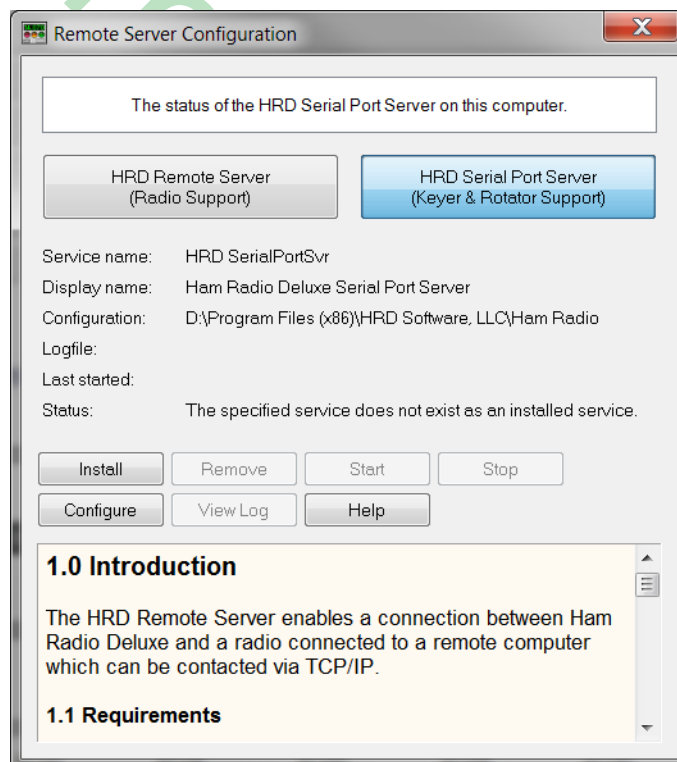 Remote Server Configuration
X
The status of the HRD Serial Port Server on this computer.
HRD Remote Server
(Radio Support)
HRD Serial Port Server
(Keyer & Rotator Support)
Service name: HRD SerialPortSvr
Display name: Ham Radio Deluxe Serial Port Server
Configuration: D:\Program Files (x86)\HRD Software, LLC\Ham Radio
Logfile:
Last started:
Status: The specified service does not exist as an installed service.
Install Remove Start Stop
Configure View Log Help
1.0 Introduction
The HRD Remote Server enables a connection between Ham
Radio Deluxe and a radio connected to a remote computer
which can be contacted via TCP/IP.
1.1 Requirements